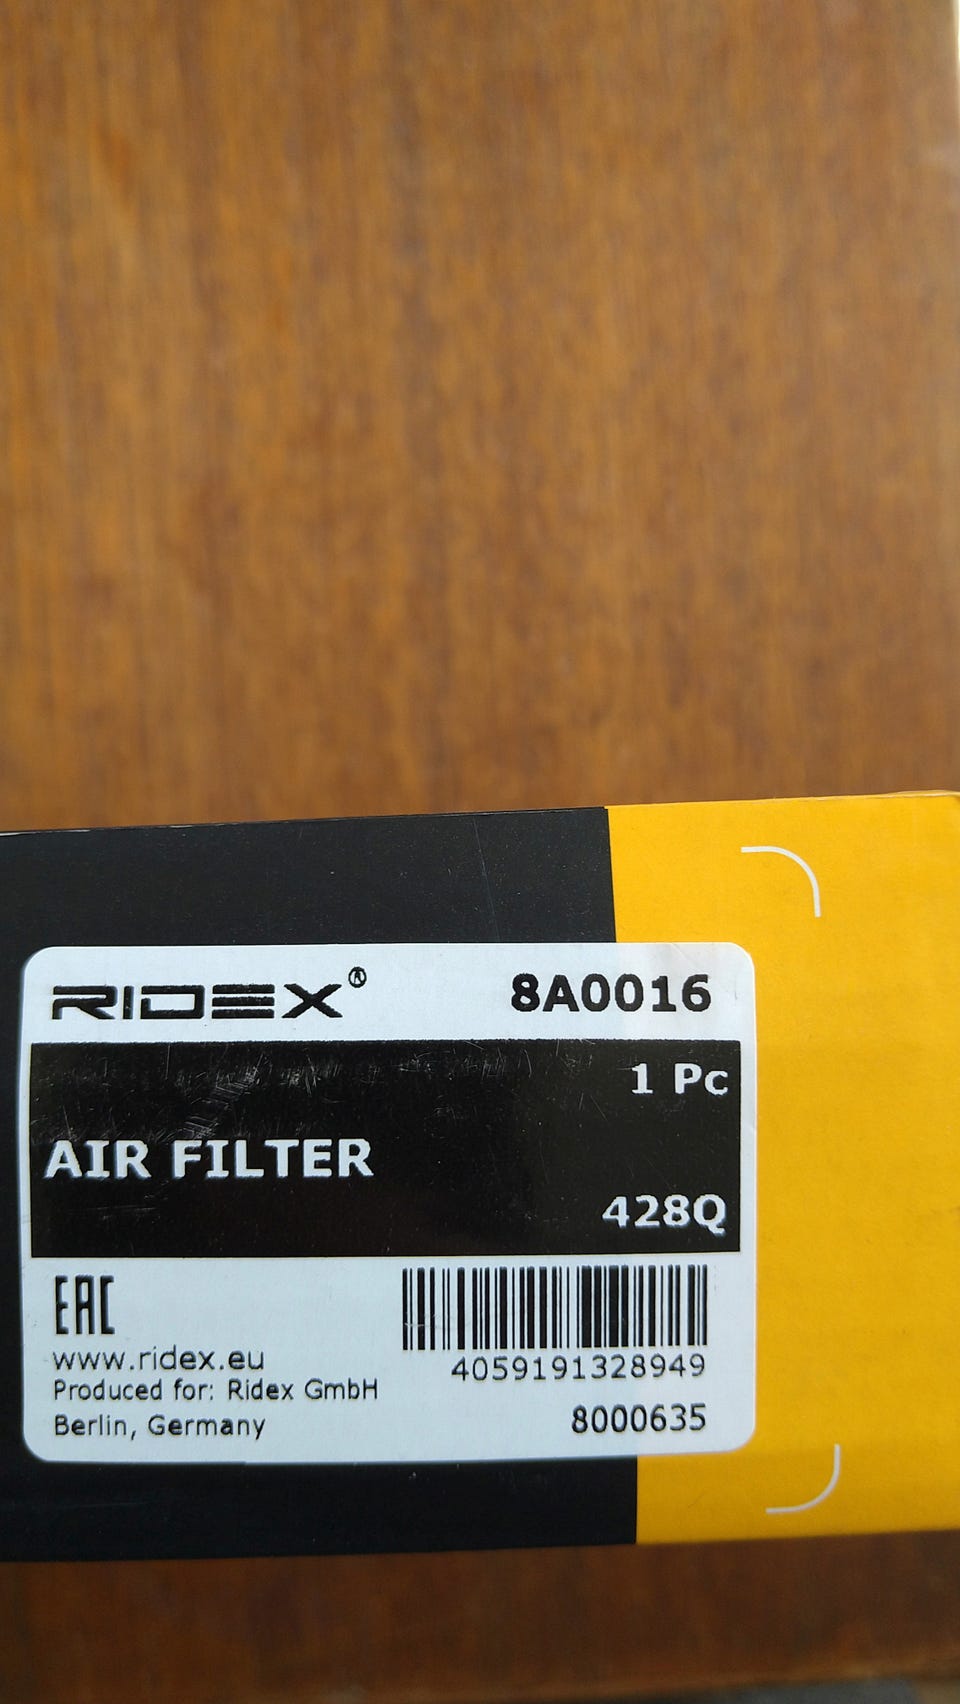 RIDEX® 8A0016
1 Pc
AIR FILTER
428Q
EAC
www.ridex.eu
Produced for: Ridex GmbH
Berlin, Germany
4059191328949
8000635